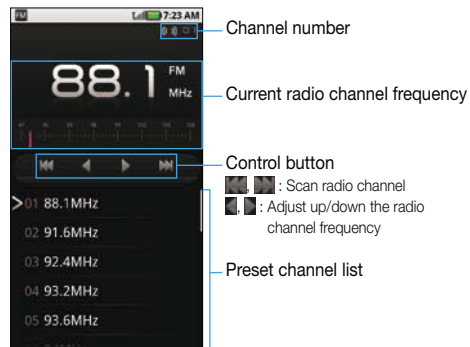 FM 7:23 AM
Channel number
01
88.1 FM MHz
Current radio channel frequency
Control button
, : Scan radio channel
, : Adjust up/down the radio
channel frequency
01 88.1MHz
02 91.6MHz
03 92.4MHz
Preset channel list
04 93.2MHz
05 93.6MHz